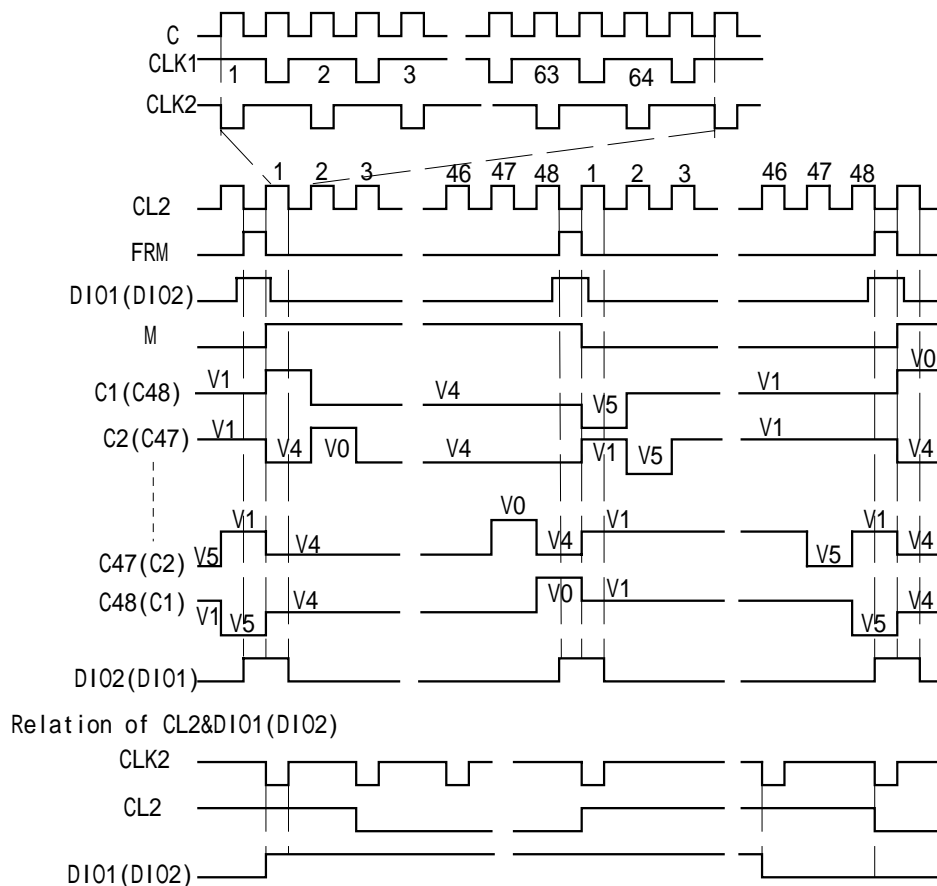 C
CLK1
1 2 3 63 64
CLK2
1 2 3 46 47 48 1 2 3 46 47 48
CL2
FRM
DIO1(DIO2)
M
V0
V1 V4 V1
C1(C48) V5
V1 V1
C2(C47)
V4 V0 V4 V1 V5 V4
V0
V1 V1 V1
V5 V4 V4 V5 V4
C47(C2)
C48(C1) V4 V0 V1 V4
V1 V5 V5
DIO2(DIO1)
Relation of CL2&DIO1(DIO2)
CLK2
CL2
DIO1(DIO2)